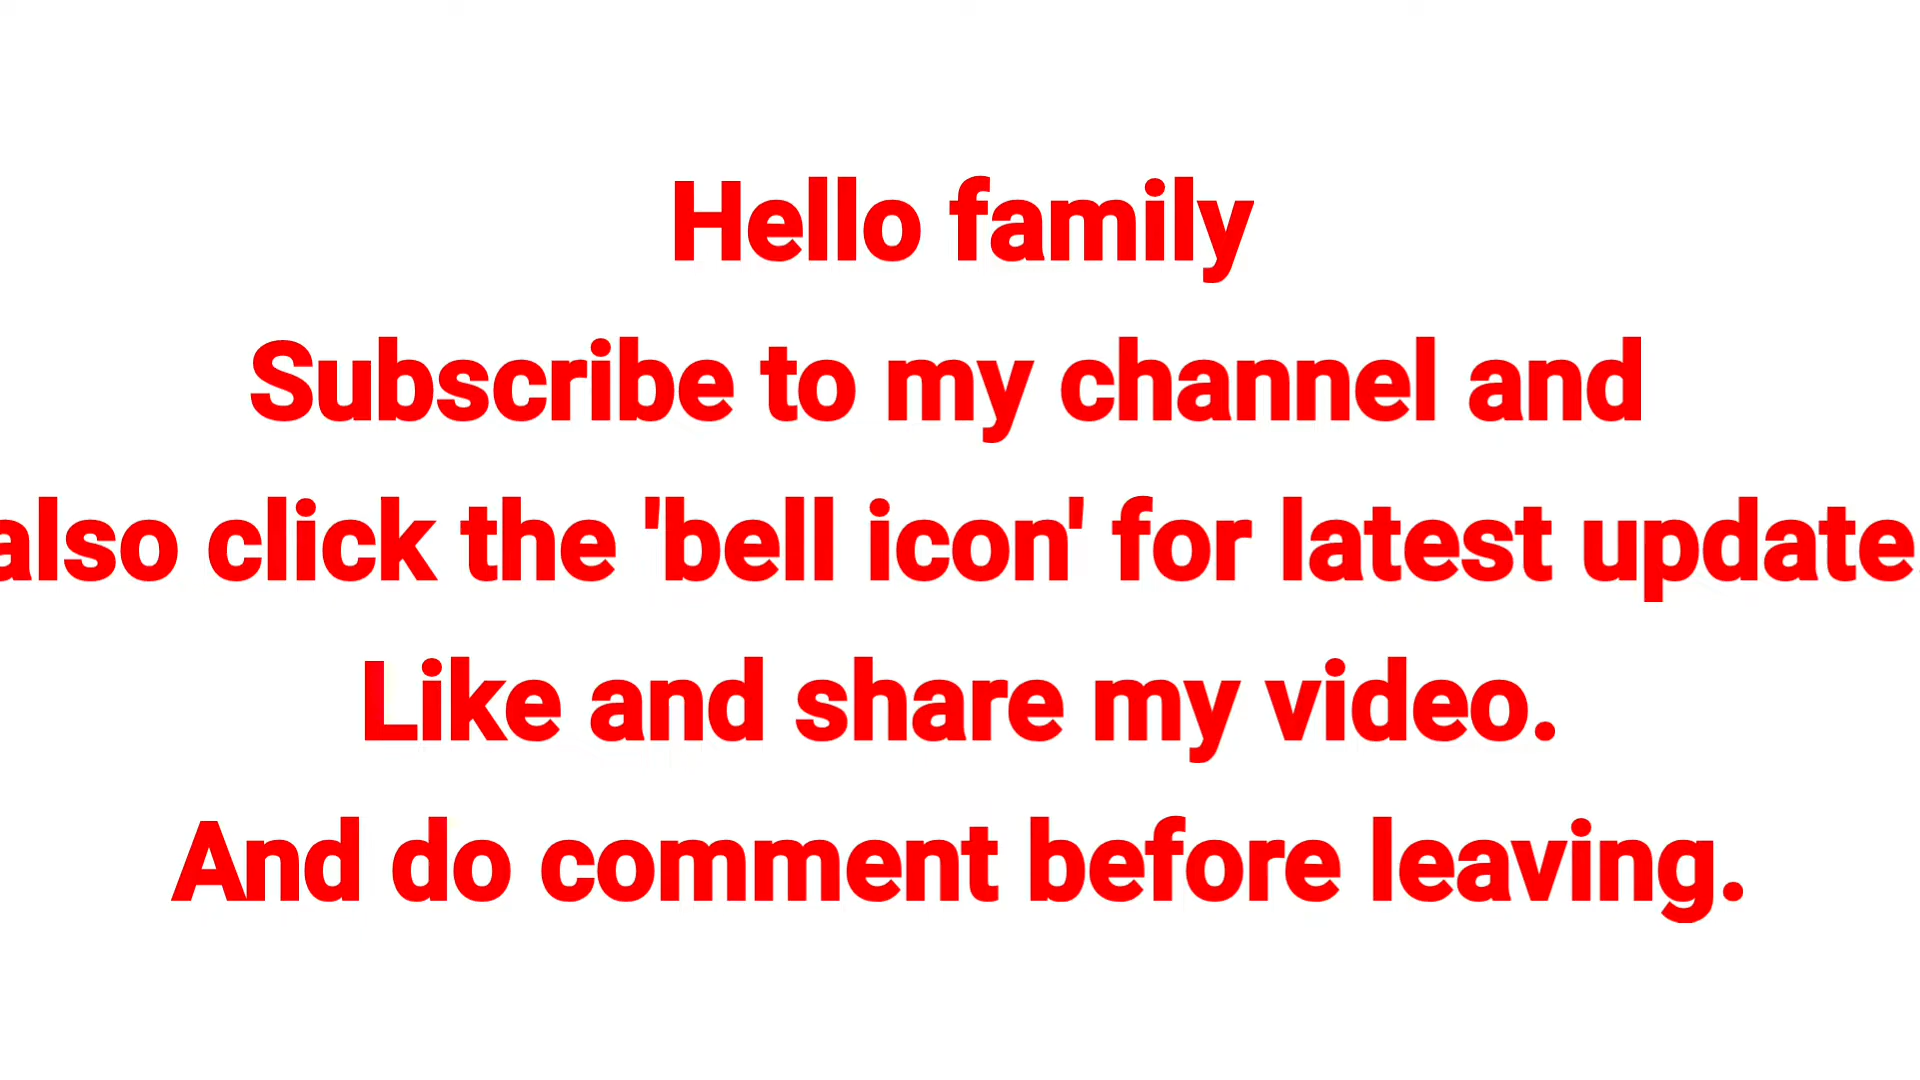 Hello family
Subscribe to my channel and
also click the 'bell icon' for latest update.
Like and share my video.
And do comment before leaving.